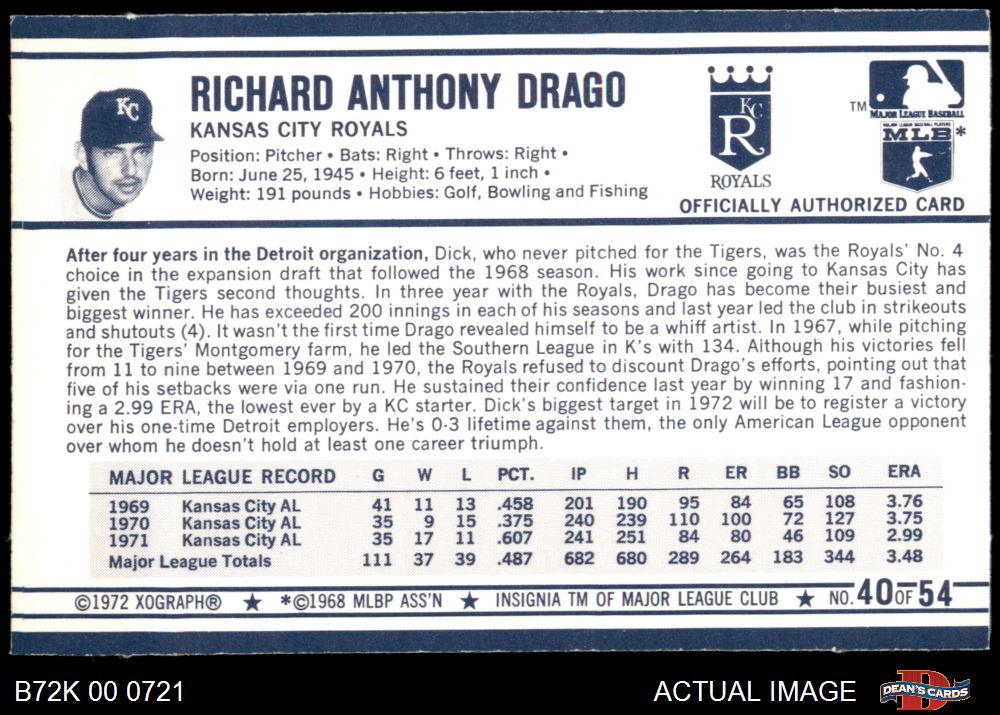 KC
RICHARD ANTHONY DRAGO
KANSAS CITY ROYALS
Position: Pitcher • Bats: Right • Throws: Right •
Born: June 25, 1945 • Height: 6 feet, 1 inch •
Weight: 191 pounds • Hobbies: Golf, Bowling and Fishing
KC
R
ROYALS
TM
MAJOR LEAGUE BASEBALL
MAJOR LEAGUE BASEBALL PLAYERS
MLB*
OFFICIALLY AUTHORIZED CARD
After four years in the Detroit organization, Dick, who never pitched for the Tigers, was the Royals' No. 4
choice in the expansion draft that followed the 1968 season. His work since going to Kansas City has
given the Tigers second thoughts. In three year with the Royals, Drago has become their busiest and
biggest winner. He has exceeded 200 innings in each of his seasons and last year led the club in strikeouts
and shutouts (4). It wasn't the first time Drago revealed himself to be a whiff artist. In 1967, while pitching
for the Tigers' Montgomery farm, he led the Southern League in K's with 134. Although his victories fell
from 11 to nine between 1969 and 1970, the Royals refused to discount Drago's efforts, pointing out that
five of his setbacks were via one run. He sustained their confidence last year by winning 17 and fashion-
ing a 2.99 ERA, the lowest ever by a KC starter. Dick's biggest target in 1972 will be to register a victory
over his one-time Detroit employers. He's 0-3 lifetime against them, the only American League opponent
over whom he doesn't hold at least one career triumph.
MAJOR LEAGUE RECORD G W L PCT. IP H R ER BB SO ERA
1969 Kansas City AL 41 11 13 .458 201 190 95 84 65 108 3.76
1970 Kansas City AL 35 9 15 .375 240 239 110 100 72 127 3.75
1971 Kansas City AL 35 17 11 .607 241 251 84 80 46 109 2.99
Major League Totals 111 37 39 .487 682 680 289 264 183 344 3.48
©1972 XOGRAPH® ★ *©1968 MLBP ASS'N ★ INSIGNIA TM OF MAJOR LEAGUE CLUB ★ NO. 40 OF 54
B72K 00 0721
ACTUAL IMAGE
DEAN'S CARDS